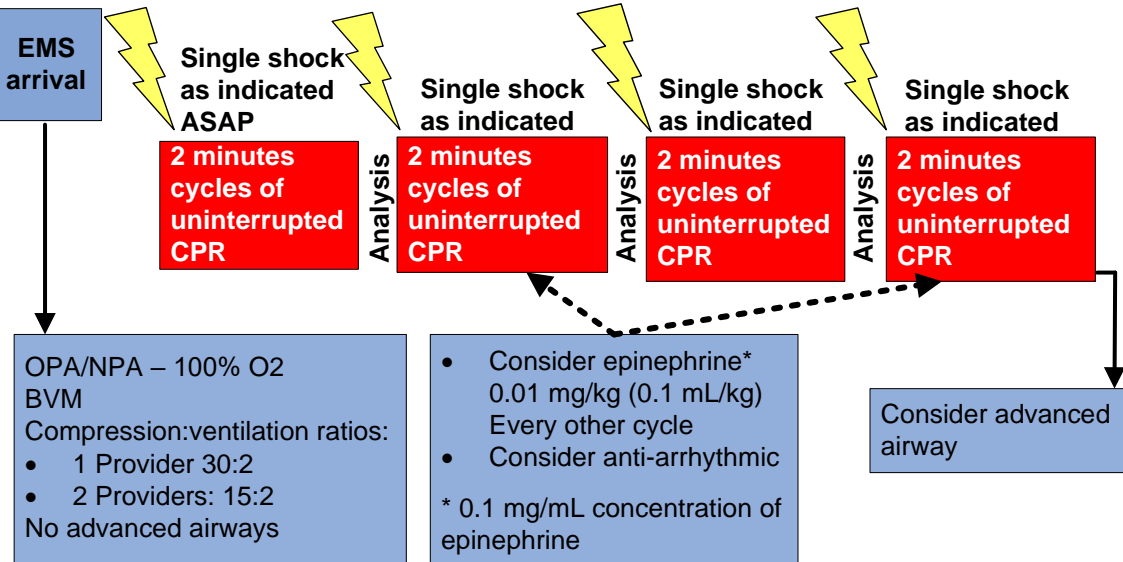 EMS
arrival
Single shock
as indicated
ASAP
2 minutes
cycles of
uninterrupted
CPR
Analysis
Single shock
as indicated
2 minutes
cycles of
uninterrupted
CPR
Analysis
Single shock
as indicated
2 minutes
cycles of
uninterrupted
CPR
Analysis
Single shock
as indicated
2 minutes
cycles of
uninterrupted
CPR
OPA/NPA – 100% O2
BVM
Compression:ventilation ratios:
• 1 Provider 30:2
• 2 Providers: 15:2
No advanced airways
• Consider epinephrine*
0.01 mg/kg (0.1 mL/kg)
Every other cycle
• Consider anti-arrhythmic
* 0.1 mg/mL concentration of
epinephrine
Consider advanced
airway